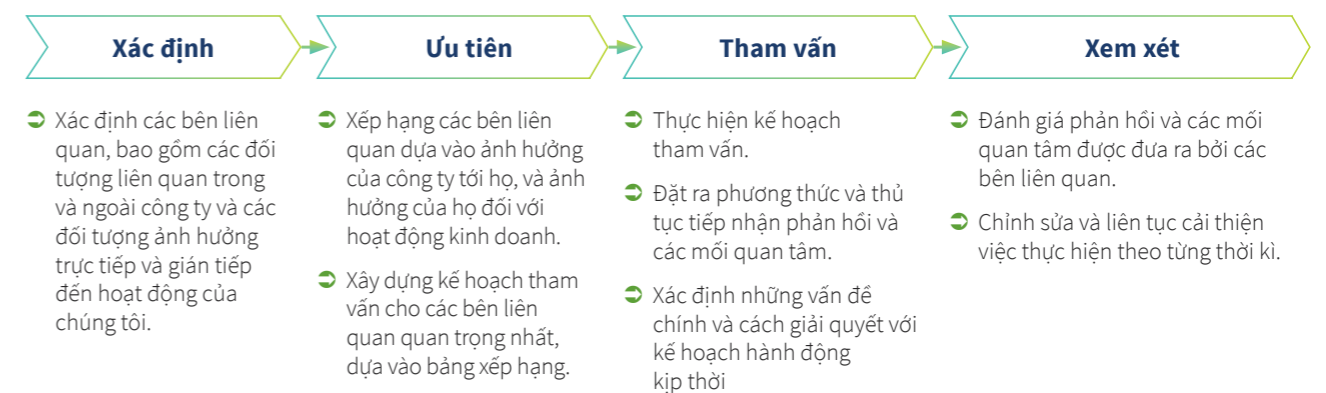 Xác định
Ưu tiên
Tham vấn
Xem xét
Xác định các bên liên
quan, bao gồm các đối
tượng liên quan trong
và ngoài công ty và các
đối tượng ảnh hưởng
trực tiếp và gián tiếp
đến hoạt động của
chúng tôi.
Xếp hạng các bên liên
quan dựa vào ảnh hưởng
của công ty tới họ, và ảnh
hưởng của họ đối với
hoạt động kinh doanh.
Xây dựng kế hoạch tham
vấn cho các bên liên
quan quan trọng nhất,
dựa vào bảng xếp hạng.
Thực hiện kế hoạch
tham vấn.
Đặt ra phương thức và thủ
tục tiếp nhận phản hồi và
các mối quan tâm.
Xác định những vấn đề
chính và cách giải quyết với
kế hoạch hành động
kịp thời
Đánh giá phản hồi và các mối
quan tâm được đưa ra bởi các
bên liên quan.
Chỉnh sửa và liên tục cải thiện
việc thực hiện theo từng thời kì.